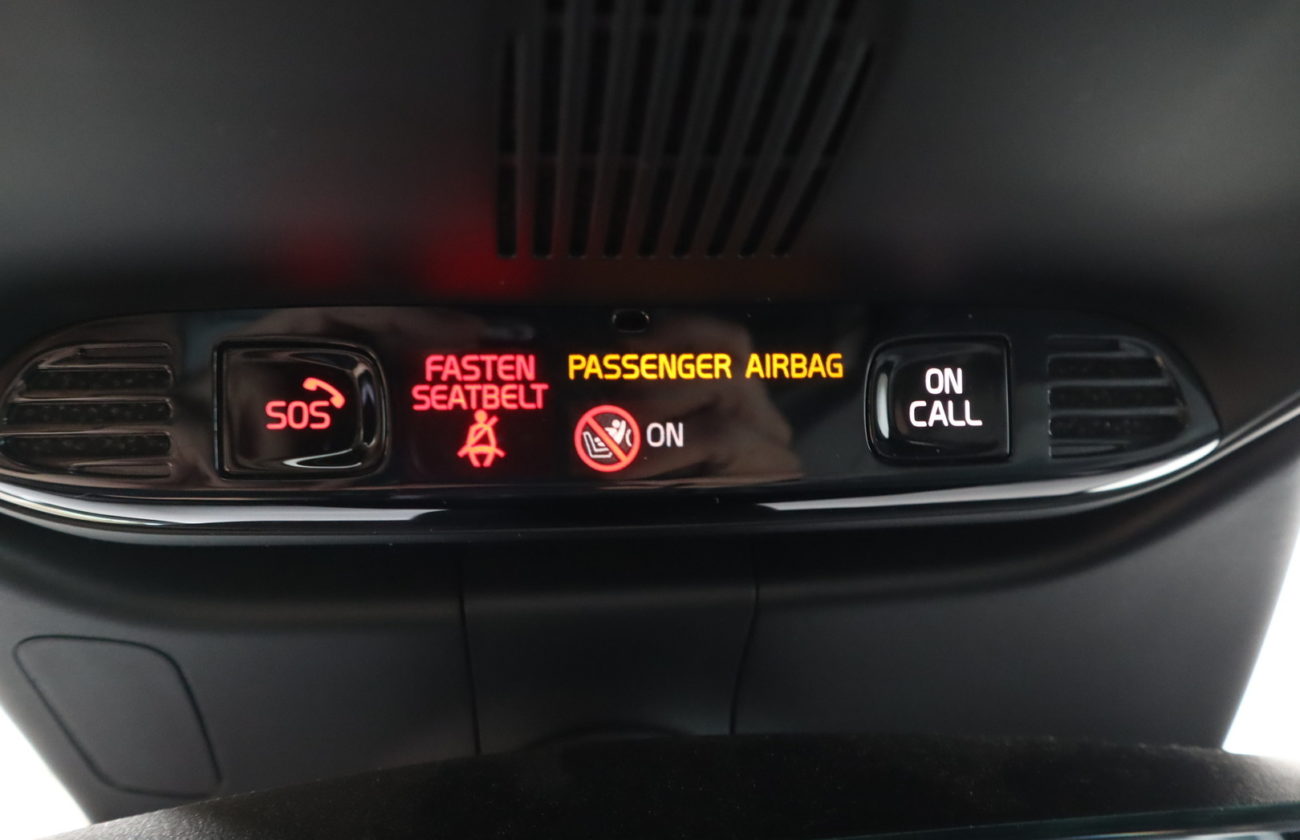 SOS
FASTEN
SEATBELT
PASSENGER AIRBAG
ON
ON
CALL